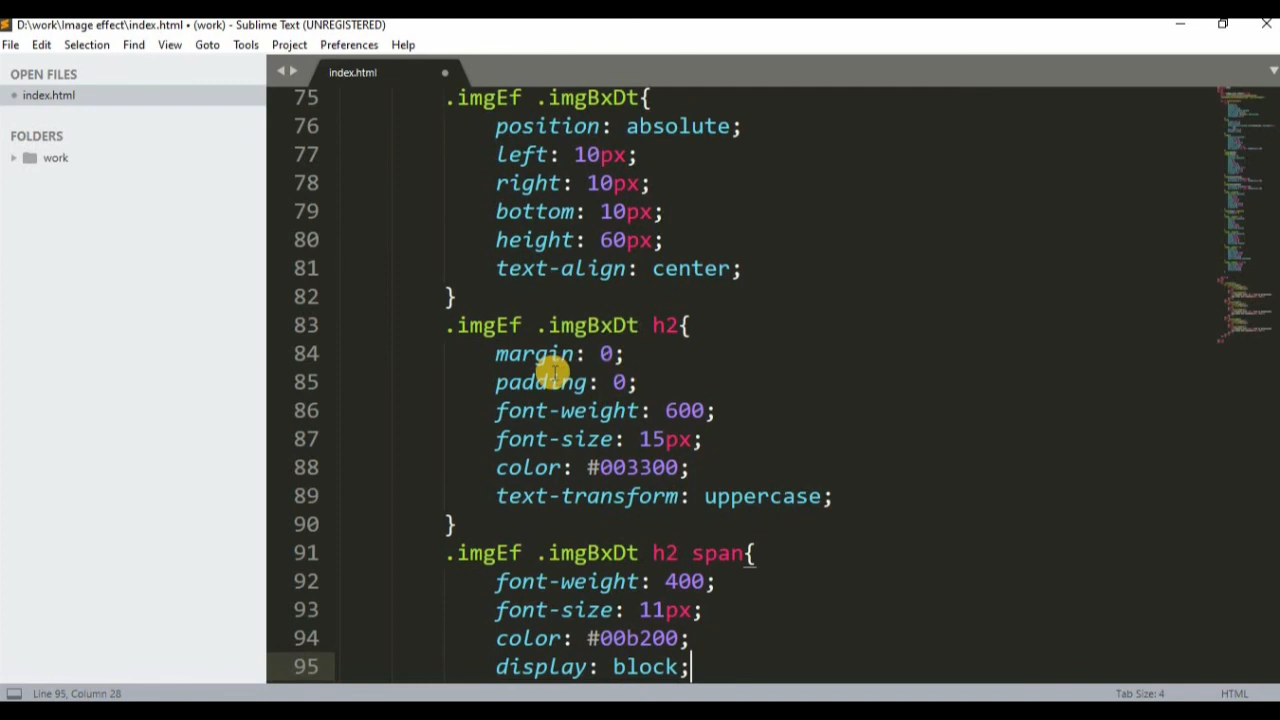 D:\work\Image effect\index.html • (work) - Sublime Text (UNREGISTERED)
File Edit Selection Find View Goto Tools Project Preferences Help
OPEN FILES
index.html
FOLDERS
work
index.html
75 .imgEf .imgBxDt{
76 position: absolute;
77 left: 10px;
78 right: 10px;
79 bottom: 10px;
80 height: 60px;
81 text-align: center;
82 }
83 .imgEf .imgBxDt h2{
84 margin: 0;
85 padding: 0;
86 font-weight: 600;
87 font-size: 15px;
88 color: #003300;
89 text-transform: uppercase;
90 }
91 .imgEf .imgBxDt h2 span{
92 font-weight: 400;
93 font-size: 11px;
94 color: #00b200;
95 display: block;
Line 95, Column 28 Tab Size: 4 HTML